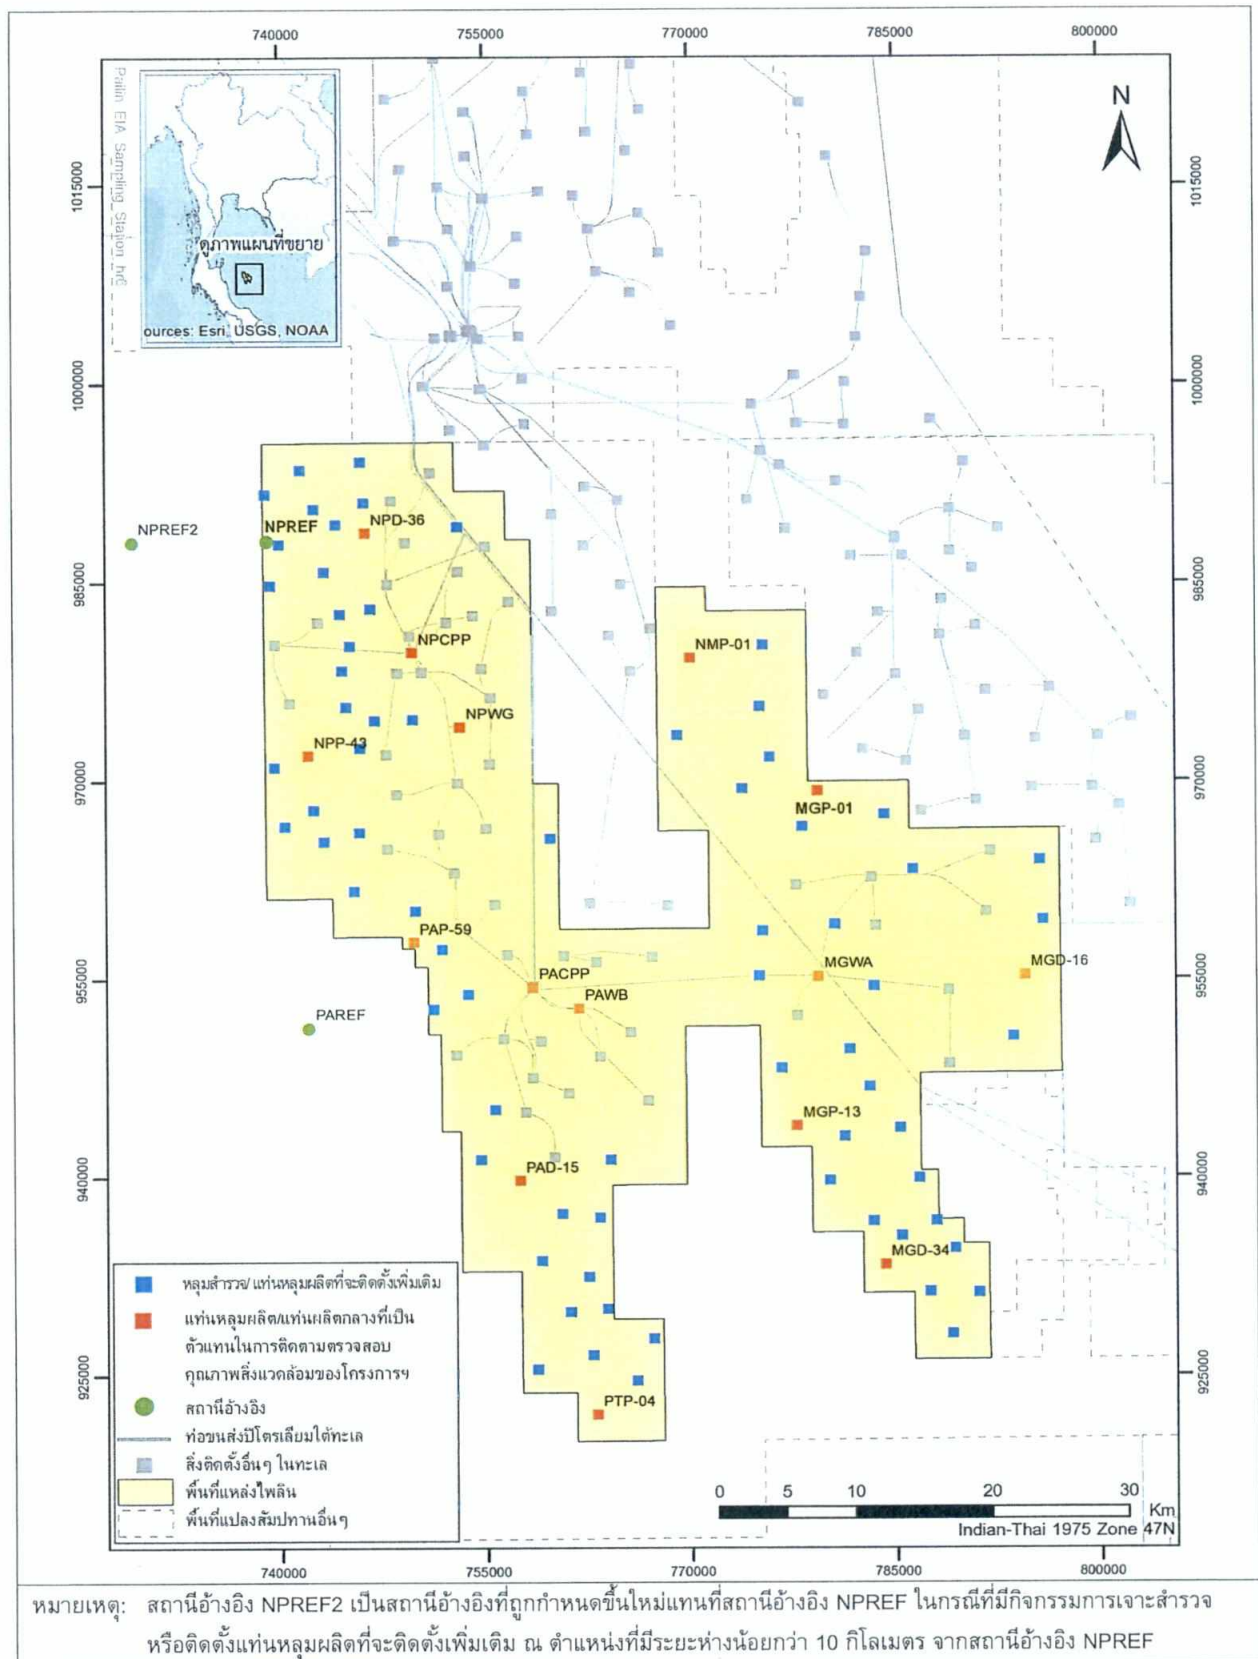 740000
755000
770000
785000
800000
Pailin_EIA_Sampling_Station_hrё
N
1015000
1015000
ดูภาพแผนที่ขยาย
ources: Esri, USGS, NOAA
1000000
1000000
NPREF2
NPREF
NPD-36
985000
985000
NPCPP
NMP-01
NPWG
NPP-43
970000
970000
MGP-01
PAP-59
PACPP
MGWA
MGD-16
955000
955000
PAWB
PAREF
MGP-13
PAD-15
940000
940000
MGD-34
หลุมสำรวจ/แท่นหลุมผลิตที่จะติดตั้งเพิ่มเติม
แท่นหลุมผลิต/แท่นผลิตกลางที่เป็น
ตัวแทนในการติดตามตรวจสอบ
คุณภาพสิ่งแวดล้อมของโครงการฯ
925000
925000
สถานีอ้างอิง
PTP-04
ท่อขนส่งปิโตรเลียมใต้ทะเล
สิ่งติดตั้งอื่นๆ ในทะเล
พื้นที่แหล่งไพลิน
พื้นที่แปลงสัมปทานอื่นๆ
0 5 10 20 30
Km
Indian-Thai 1975 Zone 47N
740000
755000
770000
785000
800000
หมายเหตุ: สถานีอ้างอิง NPREF2 เป็นสถานีอ้างอิงที่ถูกกำหนดขึ้นใหม่แทนที่สถานีอ้างอิง NPREF ในกรณีที่มีกิจกรรมการเจาะสำรวจ
หรือติดตั้งแท่นหลุมผลิตที่จะติดตั้งเพิ่มเติม ณ ตำแหน่งที่มีระยะห่างน้อยกว่า 10 กิโลเมตร จากสถานีอ้างอิง NPREF